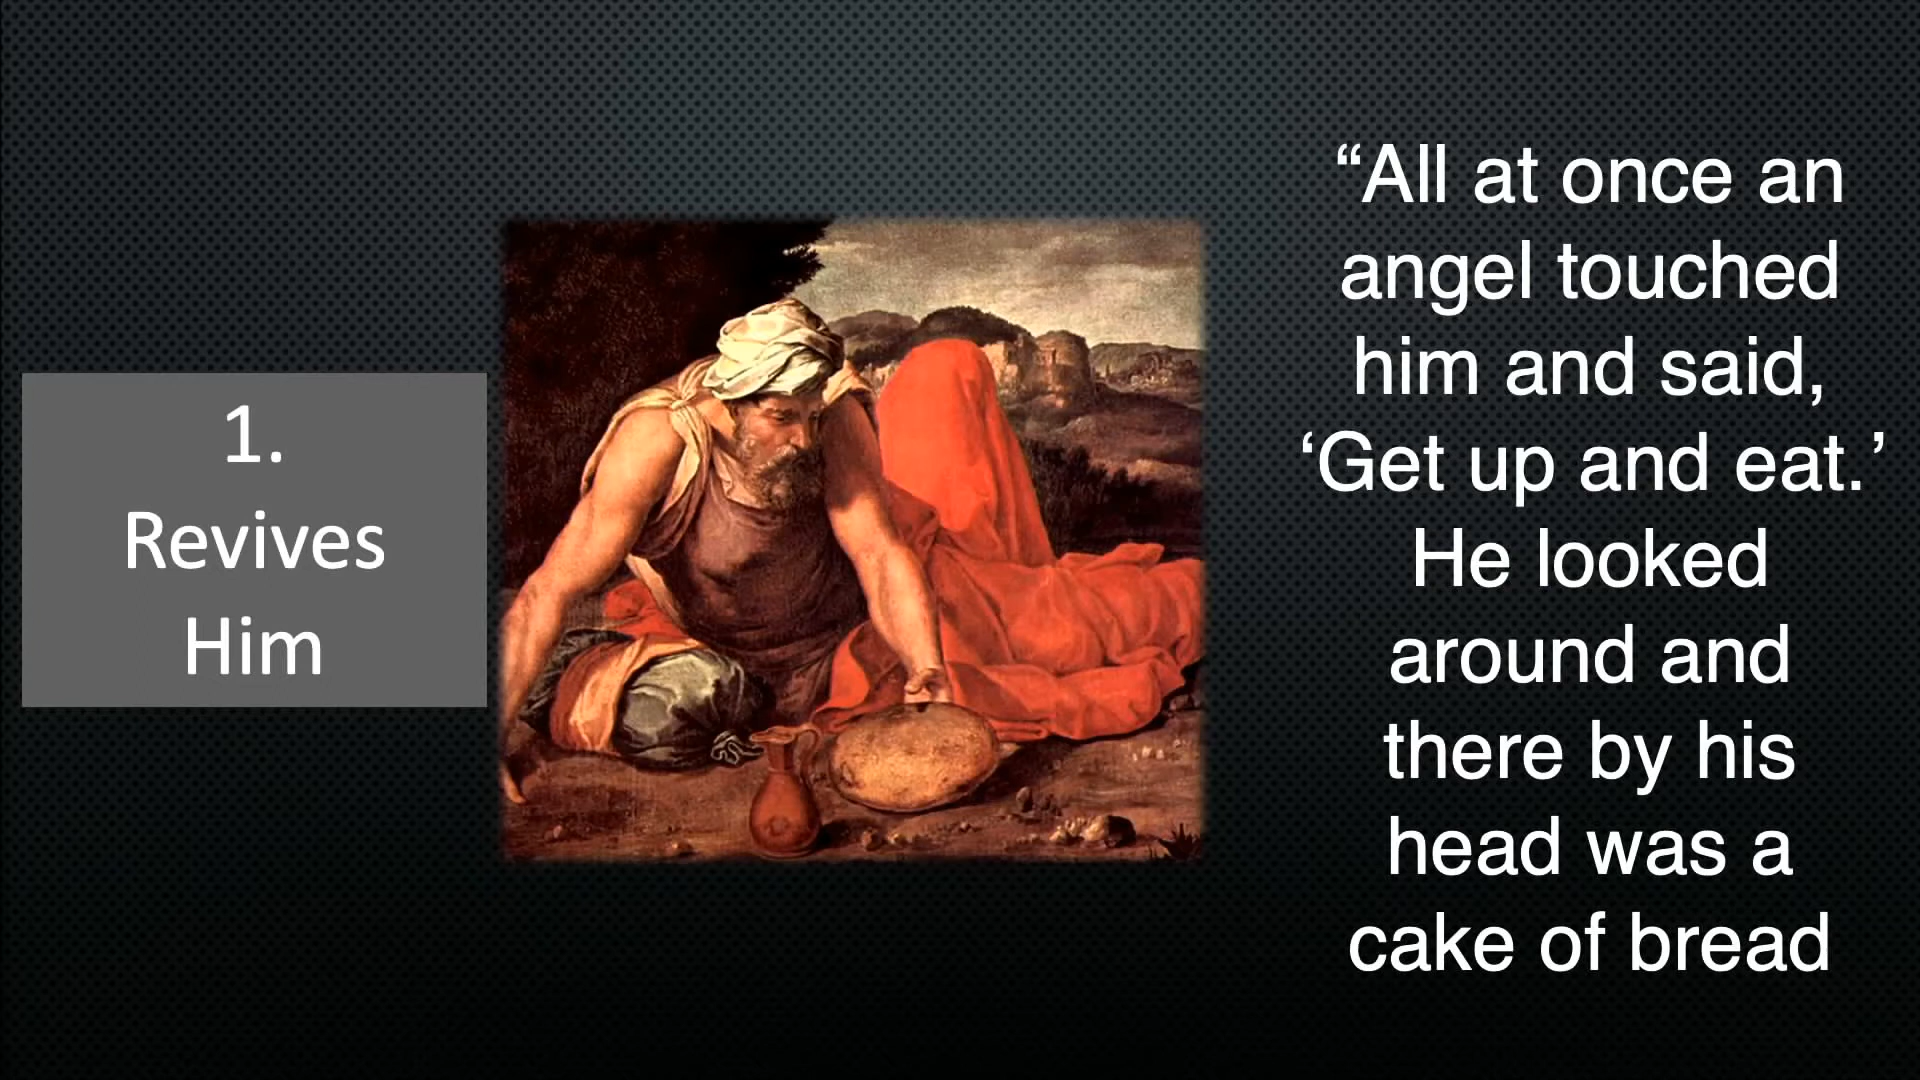 1.
Revives
Him
“All at once an
angel touched
him and said,
‘Get up and eat.’
He looked
around and
there by his
head was a
cake of bread